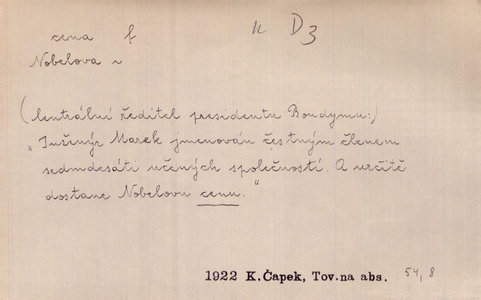 cena f. n D3
Nobelova ~
(Centrální ředitel presidentu Bondymu:)
„Inženýr Marek jmenován čestným členem
sedmdesáti učených společností. A určitě
dostane Nobelovu cenu."
1922 K.Čapek, Tov.na abs. 54, 8